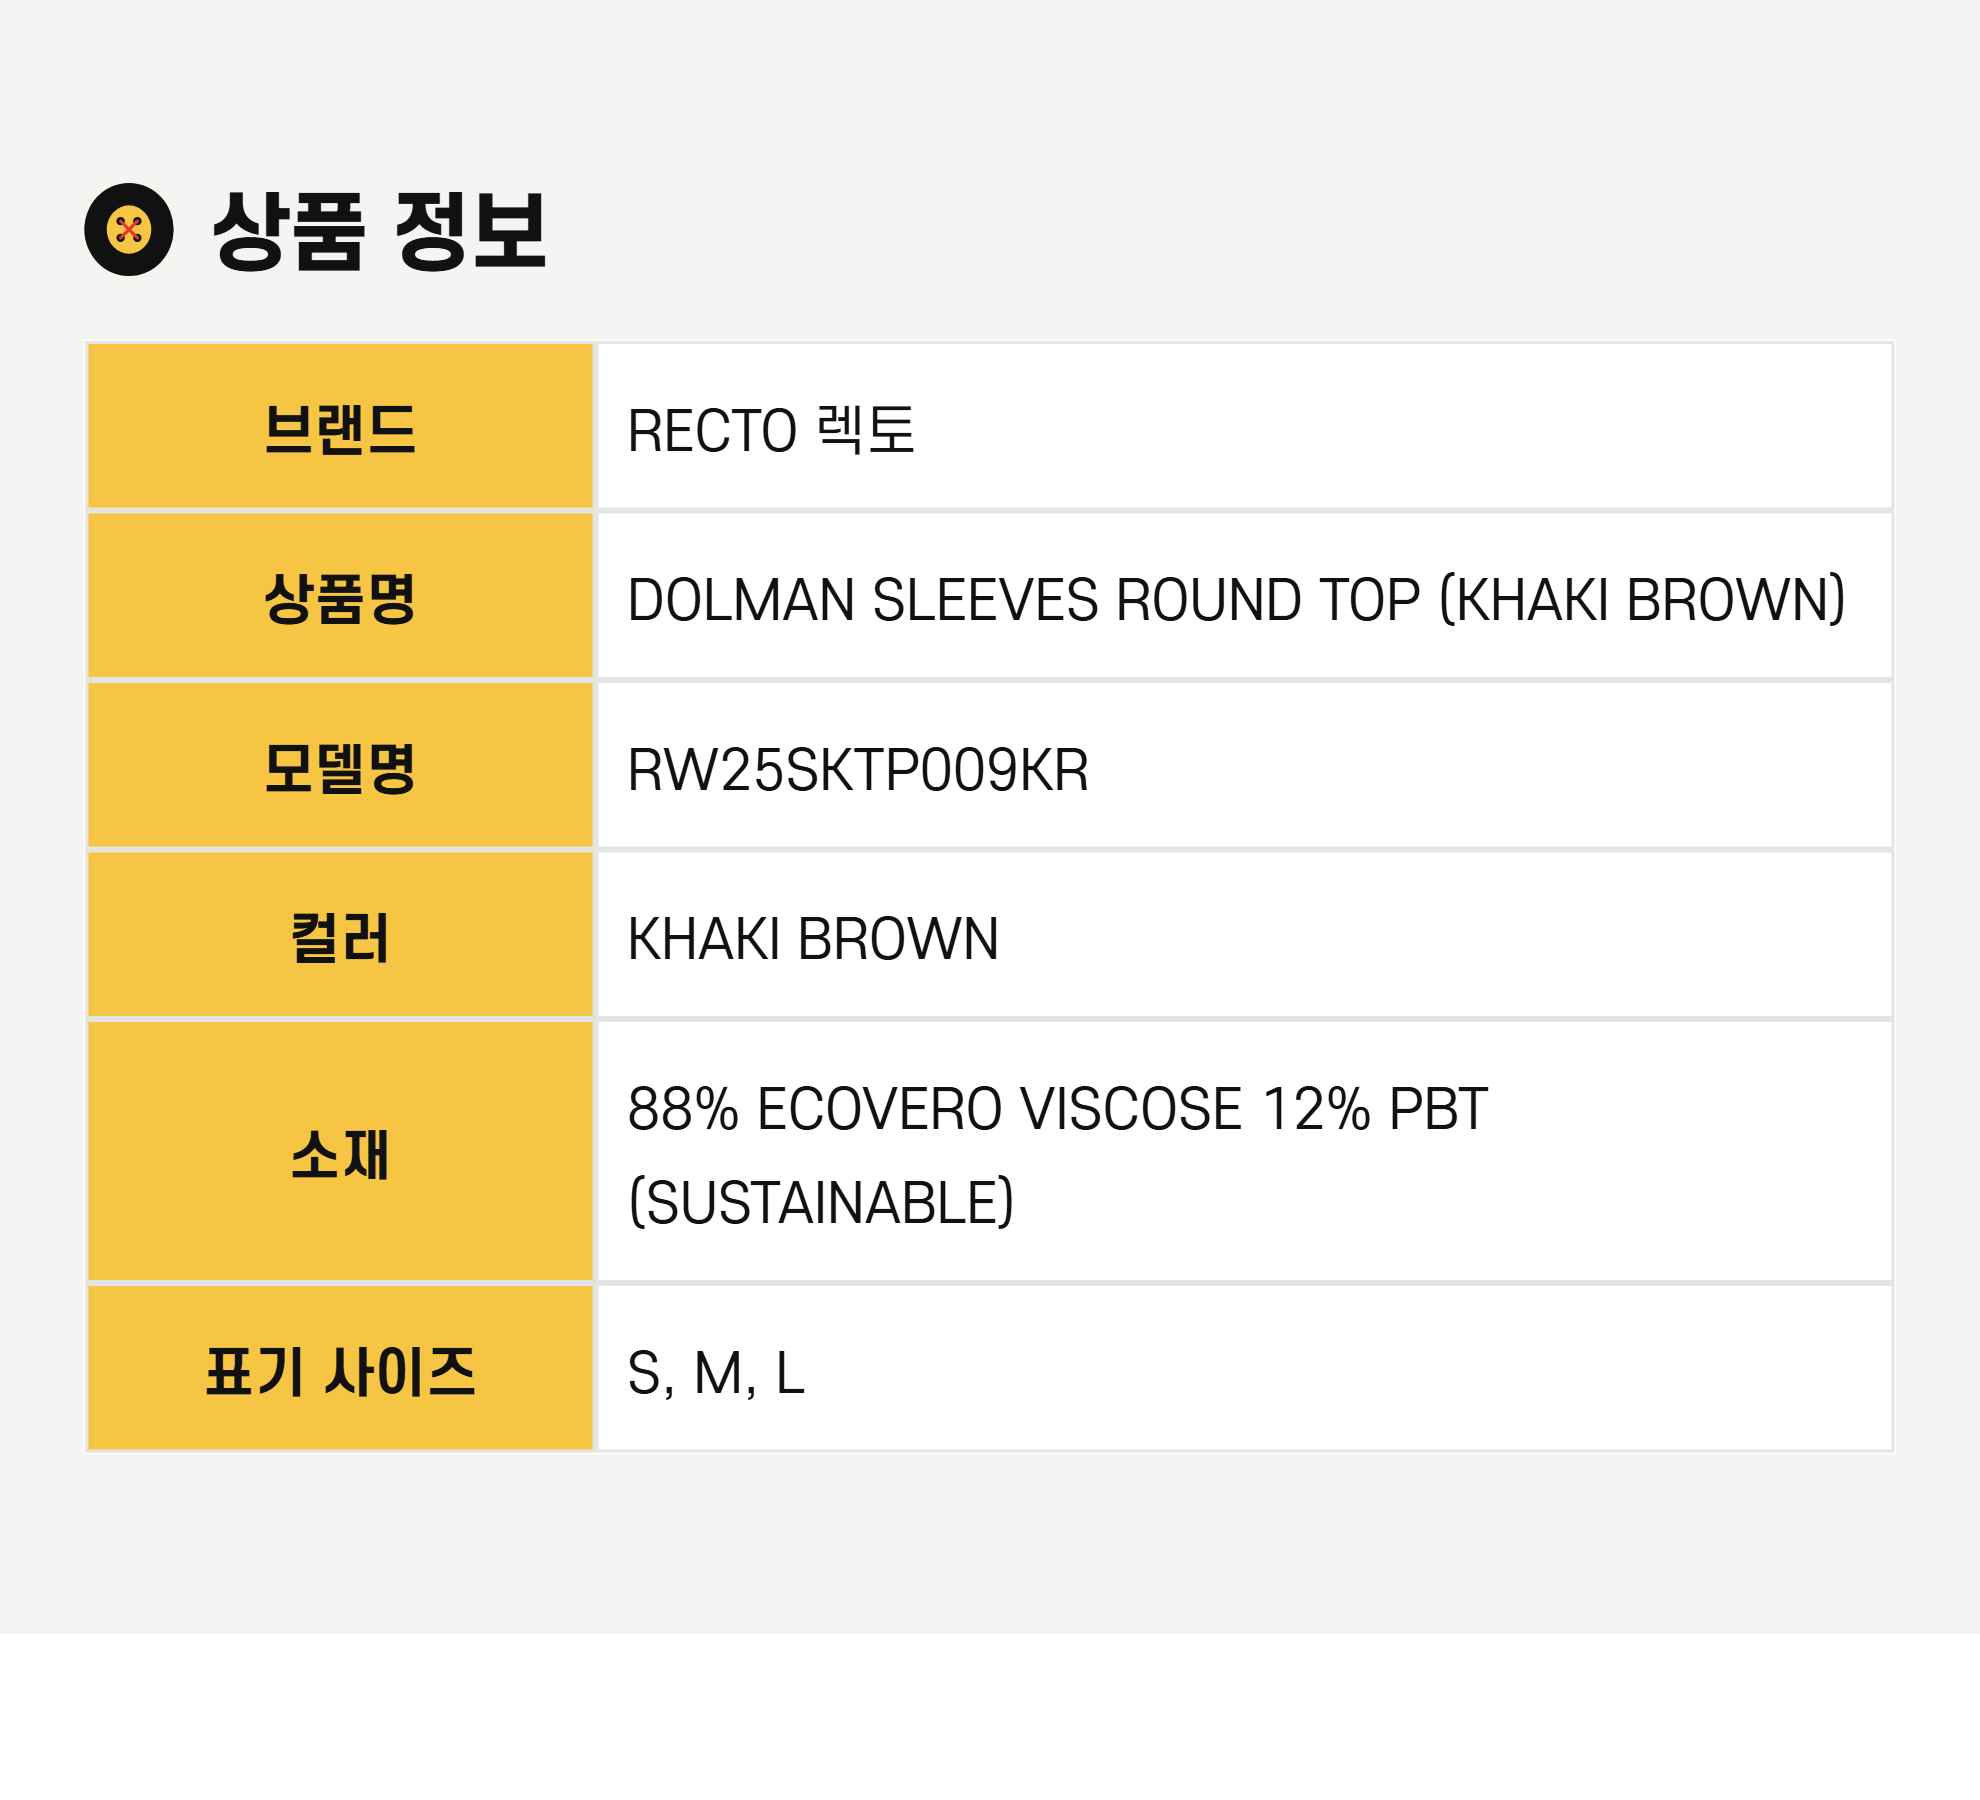 상품 정보
브랜드
RECTO 렉토
상품명
DOLMAN SLEEVES ROUND TOP (KHAKI BROWN)
모델명
RW25SKTP009KR
컬러
KHAKI BROWN
소재
88% ECOVERO VISCOSE 12% PBT
(SUSTAINABLE)
표기 사이즈
S, M, L